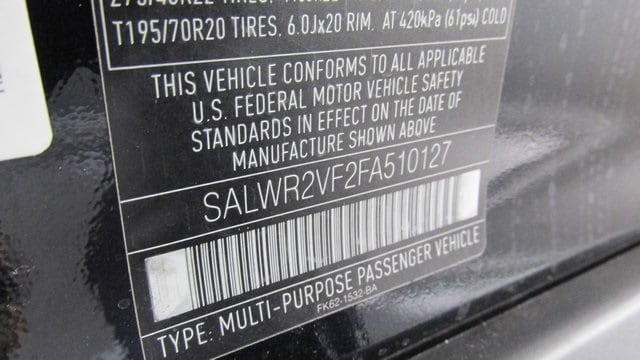 T195/70R20 TIRES, 6.0Jx20 RIM. AT 420kPa (61psi) COLD
THIS VEHICLE CONFORMS TO ALL APPLICABLE
U.S. FEDERAL MOTOR VEHICLE SAFETY
STANDARDS IN EFFECT ON THE DATE OF
MANUFACTURE SHOWN ABOVE
SALWR2VF2FA510127
TYPE: MULTI-PURPOSE PASSENGER VEHICLE
FK62-1532-BA